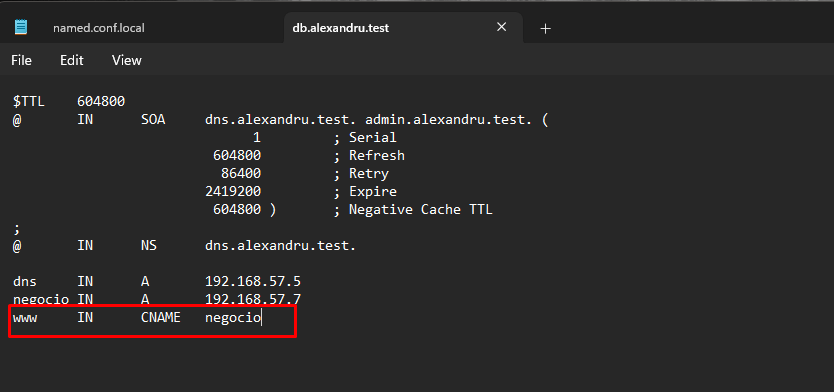 named.conf.local db.alexandru.test
File Edit View
$TTL 604800
@ IN SOA dns.alexandru.test. admin.alexandru.test. (
1 ; Serial
604800 ; Refresh
86400 ; Retry
2419200 ; Expire
604800 ) ; Negative Cache TTL
;
@ IN NS dns.alexandru.test.
dns IN A 192.168.57.5
negocio IN A 192.168.57.7
www IN CNAME negocio